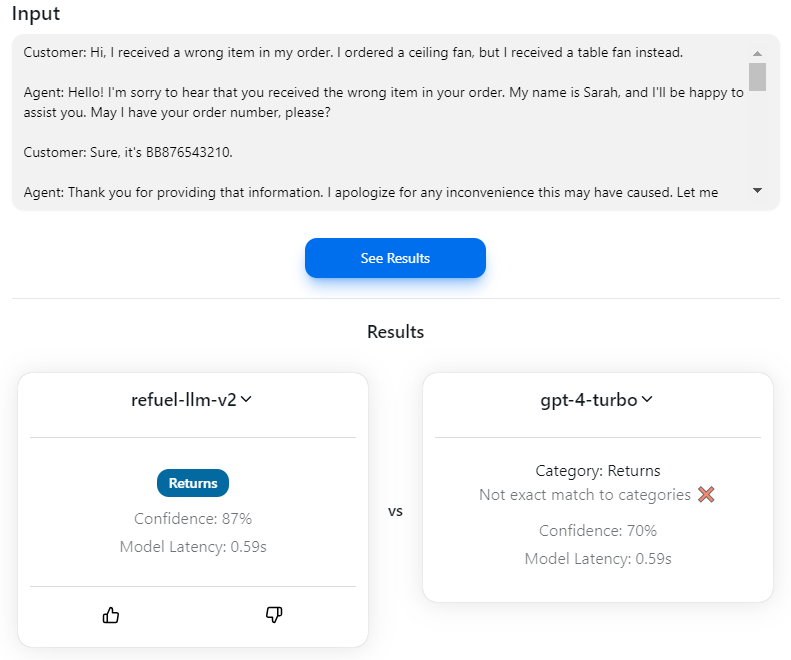 Input
Customer: Hi, I received a wrong item in my order. I ordered a ceiling fan, but I received a table fan instead.
Agent: Hello! I'm sorry to hear that you received the wrong item in your order. My name is Sarah, and I'll be happy to
assist you. May I have your order number, please?
Customer: Sure, it's BB876543210.
Agent: Thank you for providing that information. I apologize for any inconvenience this may have caused. Let me
See Results
Results
refuel-llm-v2
Returns
Confidence: 87%
Model Latency: 0.59s
vs
gpt-4-turbo
Category: Returns
Not exact match to categories ❌
Confidence: 70%
Model Latency: 0.59s